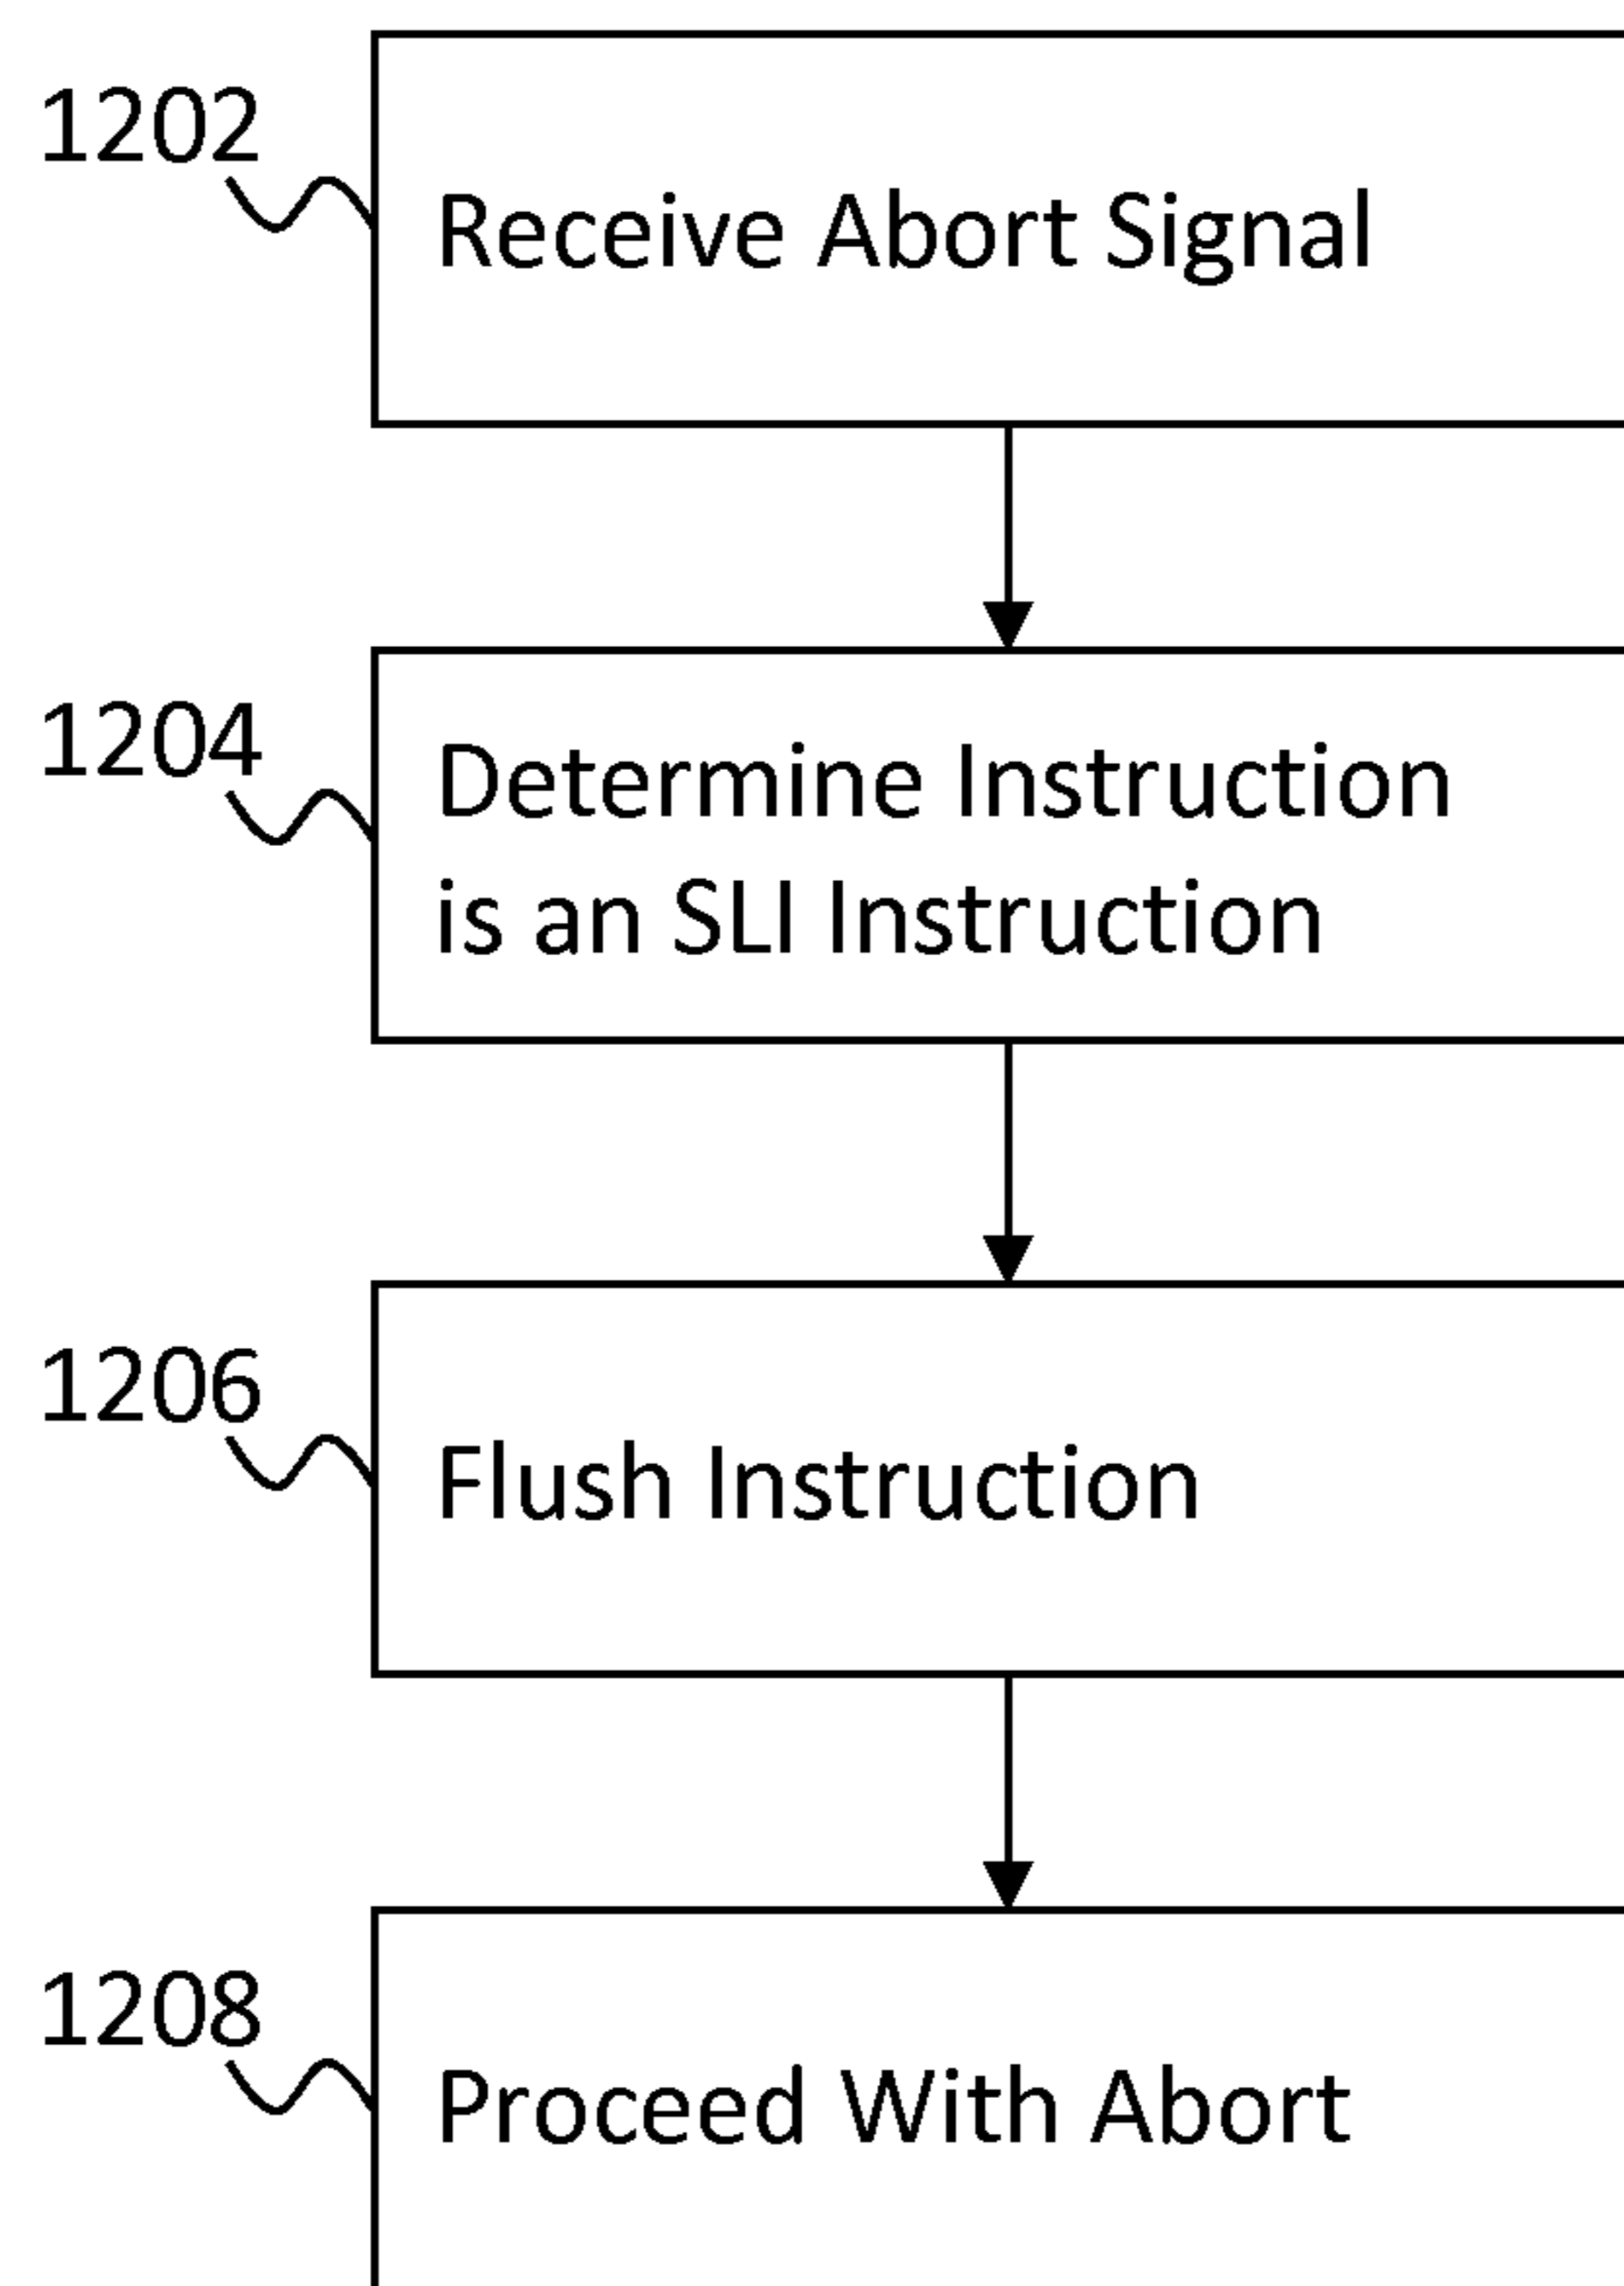 1202
Receive Abort Signal
1204
Determine Instruction
is an SLI Instruction
1206
Flush Instruction
1208
Proceed With Abort